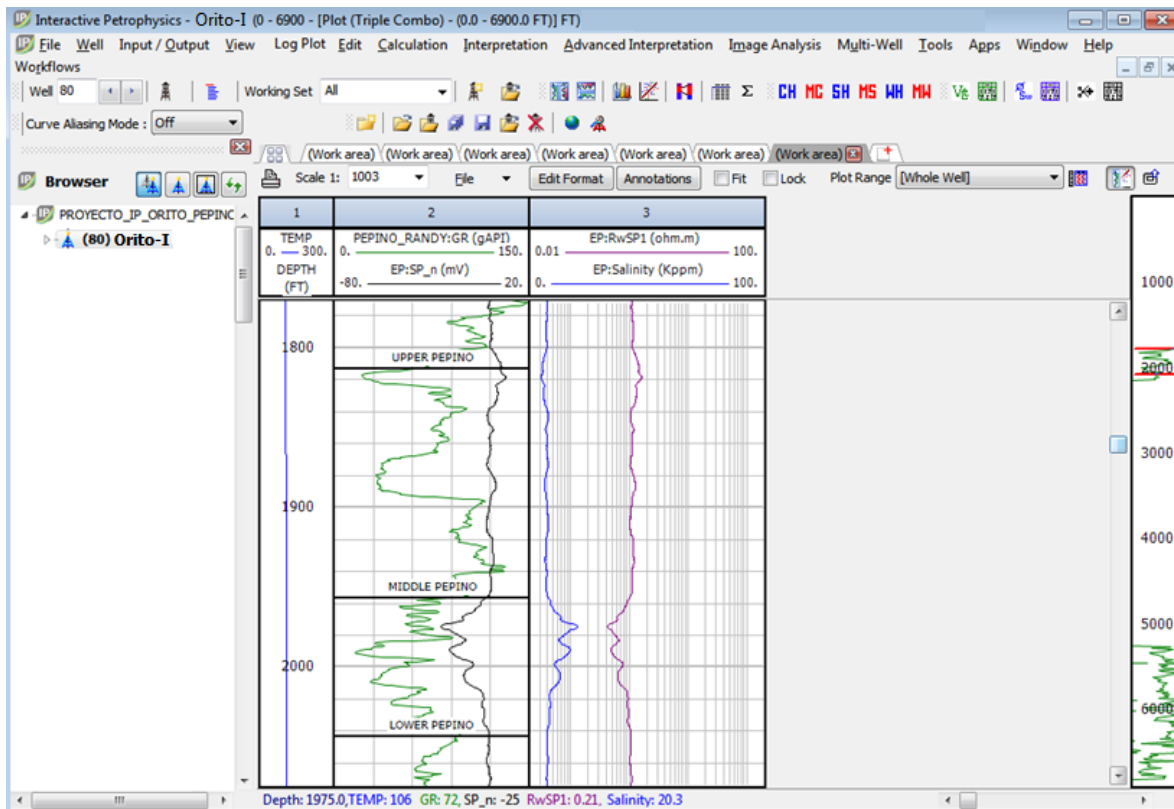 Interactive Petrophysics - Orito-I (0 - 6900 - [Plot (Triple Combo) - (0.0 - 6900.0 FT)] FT)
File Well Input / Output View Log Plot Edit Calculation Interpretation Advanced Interpretation Image Analysis Multi-Well Tools Apps Window Help
Workflows
Well 80 Working Set All Σ CH MC SH MS WH MW
Curve Aliasing Mode : Off
(Work area) (Work area) (Work area) (Work area) (Work area) (Work area) (Work area)
Browser Scale 1: 1003 File Edit Format Annotations Fit Lock Plot Range [Whole Well]
PROYECTO_IP_ORITO_PEPINC
(80) Orito-I
1 2 3
TEMP PEPINO_RANDY:GR (gAPI) EP:RwSP1 (ohm.m)
0. 300. 0. 150. 0.01 100.
DEPTH EP:SP_n (mV) EP:Salinity (Kppm)
(FT) -80. 20. 0. 100.
1000
1800
UPPER PEPINO
2000
1900
3000
4000
MIDDLE PEPINO
5000
2000
6000
LOWER PEPINO
Depth: 1975.0,TEMP: 106 GR: 72, SP_n: -25 RwSP1: 0.21, Salinity: 20.3